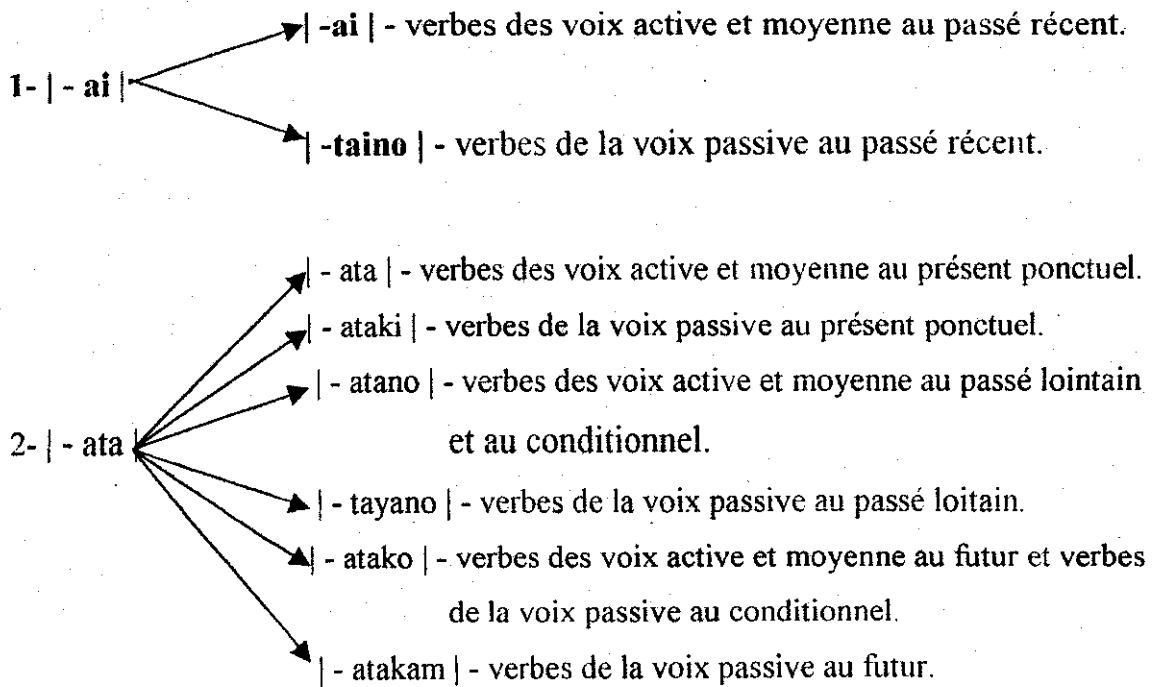 | -ai | - verbes des voix active et moyenne au passé récent.
1- | - ai |
| -taino | - verbes de la voix passive au passé récent.
| - ata | - verbes des voix active et moyenne au présent ponctuel.
| - ataki | - verbes de la voix passive au présent ponctuel.
| - atano | - verbes des voix active et moyenne au passé lointain
2- | - ata |
et au conditionnel.
| - tayano | - verbes de la voix passive au passé loitain.
| - atako | - verbes des voix active et moyenne au futur et verbes
de la voix passive au conditionnel.
| - atakam | - verbes de la voix passive au futur.